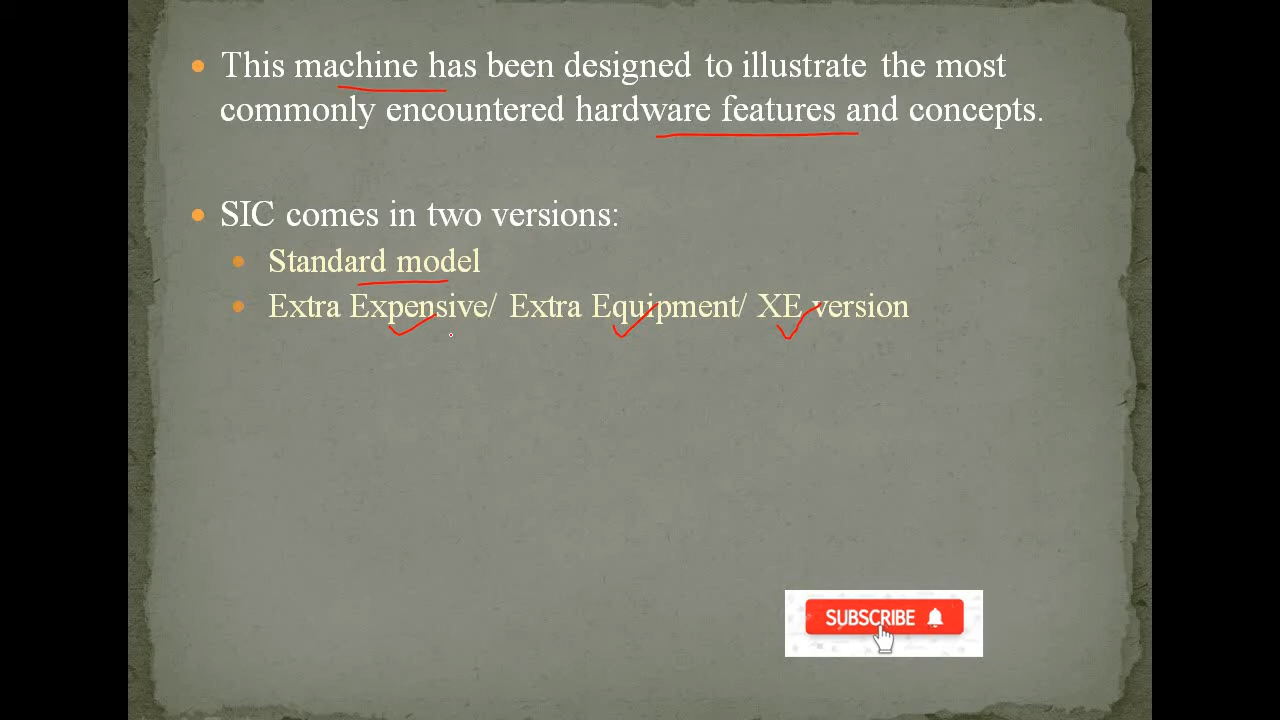 This machine has been designed to illustrate the most
commonly encountered hardware features and concepts.
SIC comes in two versions:
Standard model
Extra Expensive/ Extra Equipment/ XE version
SUBSCRIBE